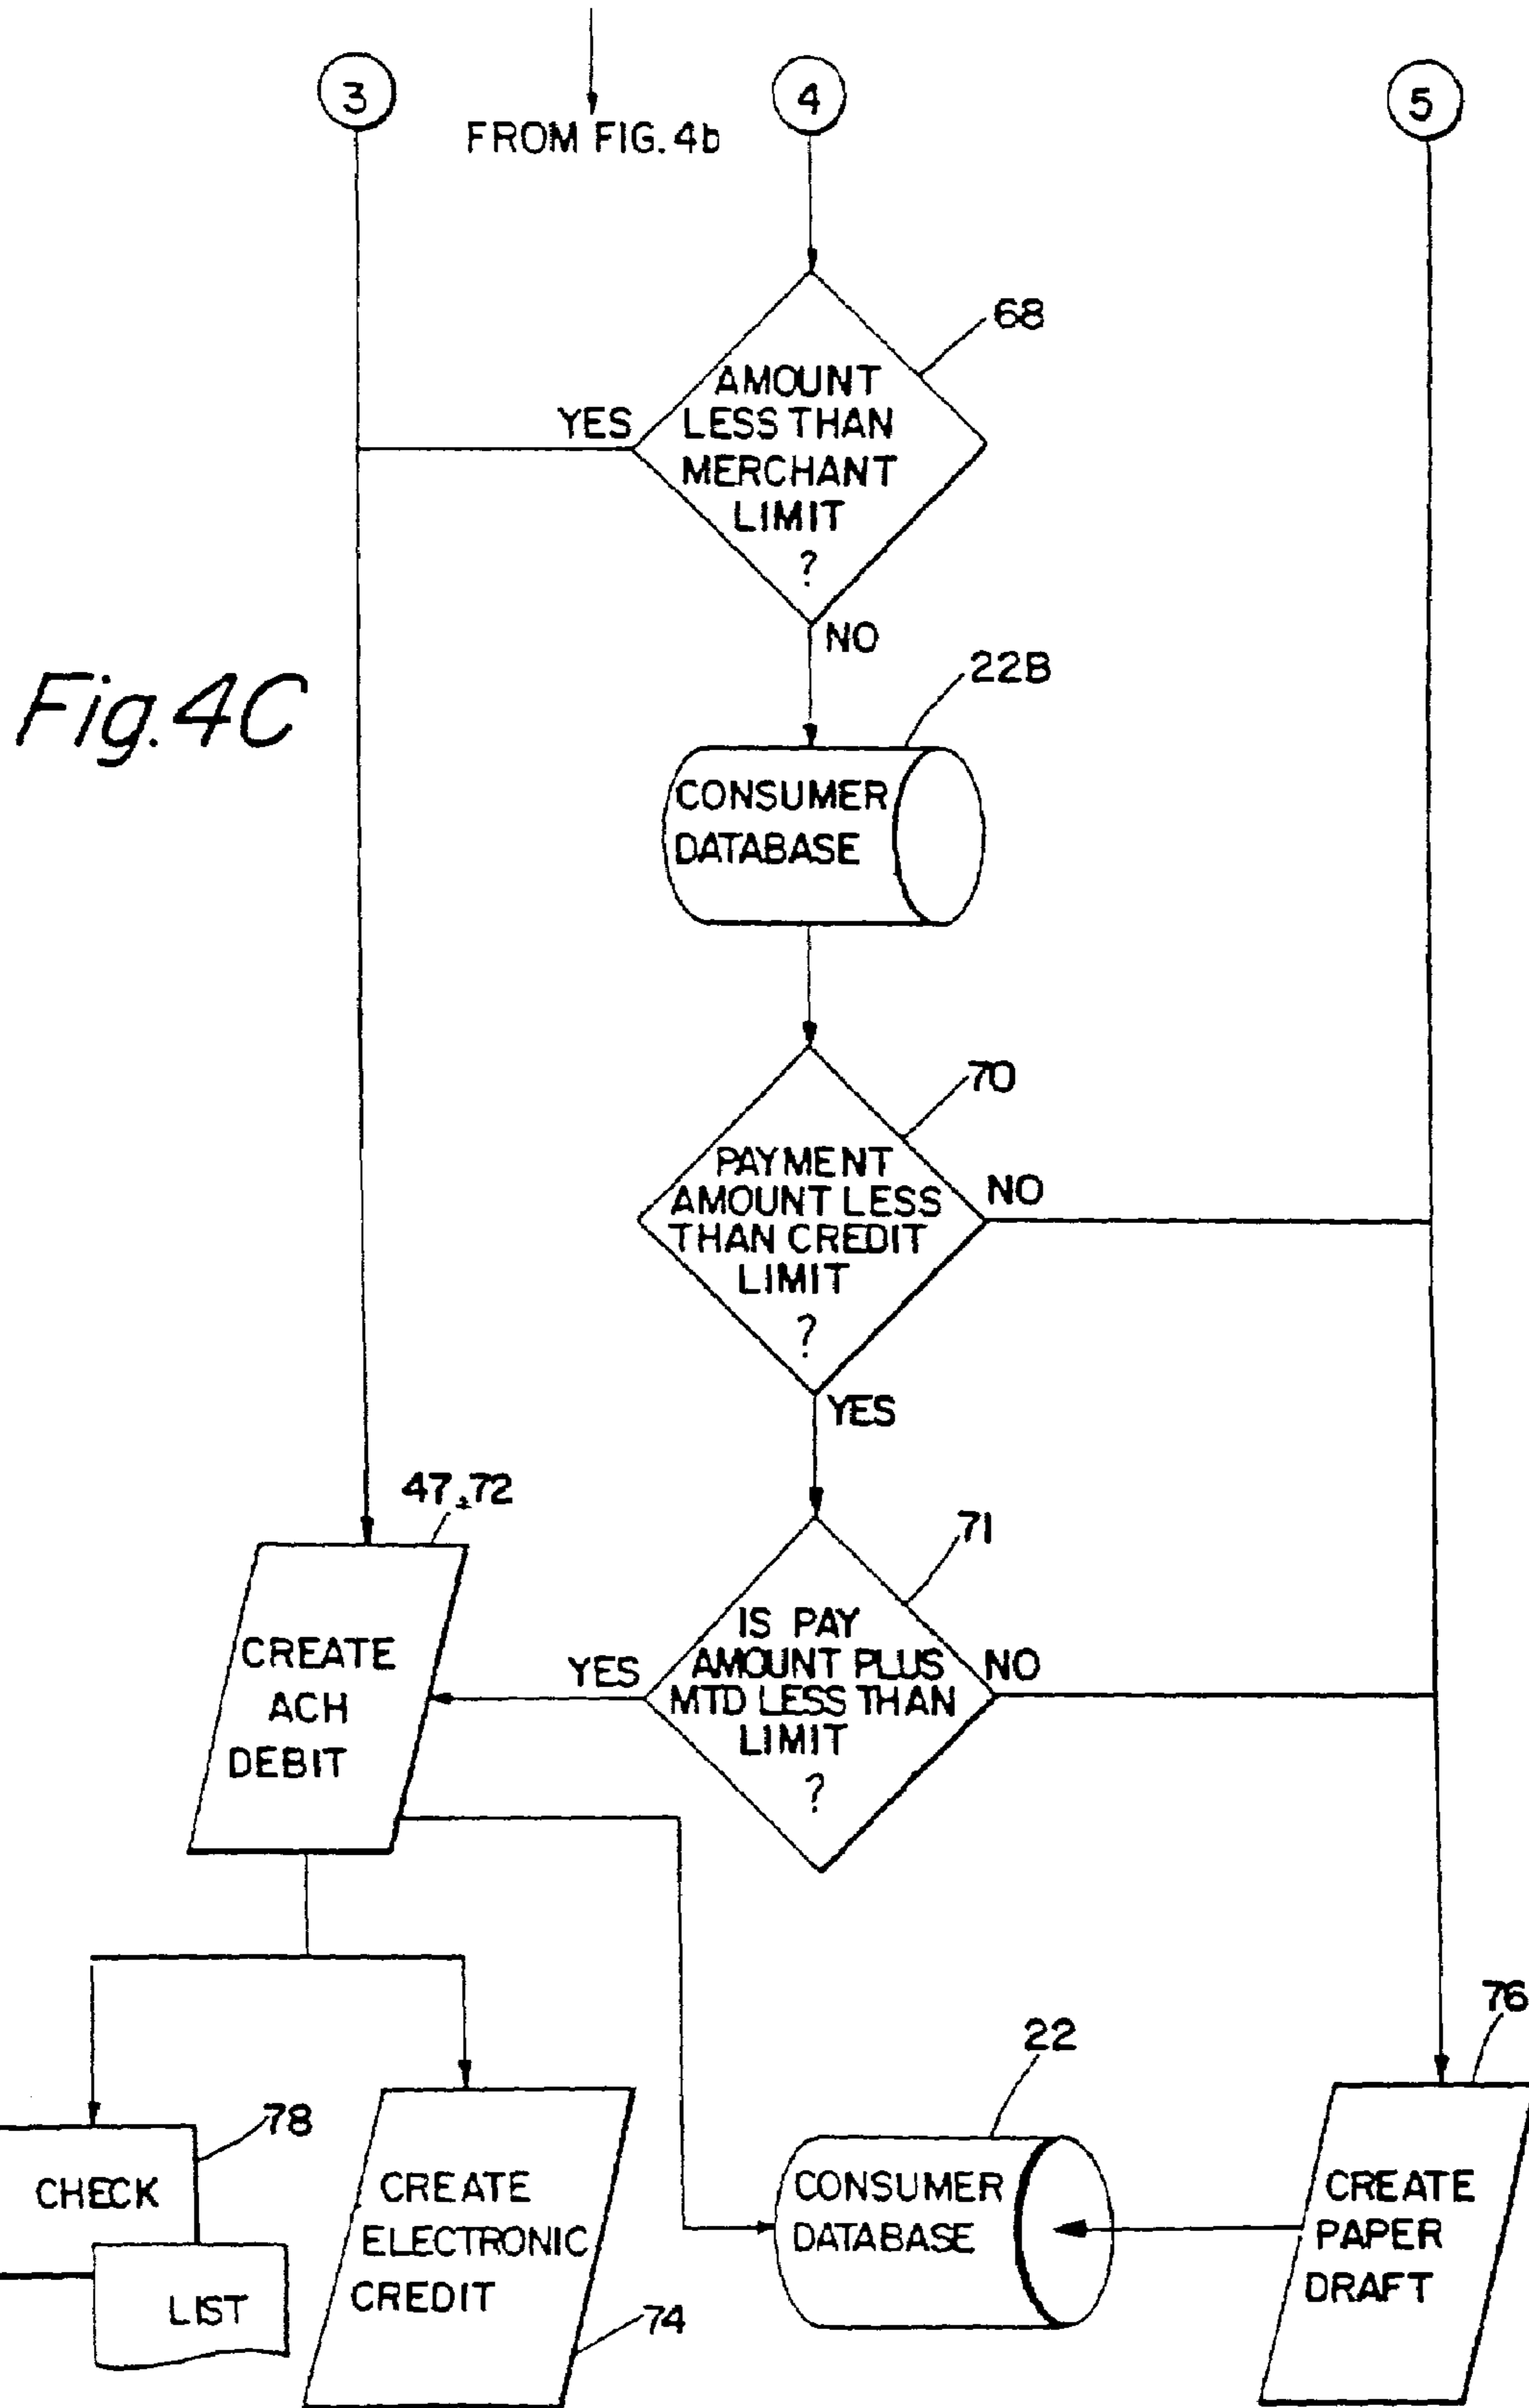 3
4
5
FROM FIG. 4b
68
AMOUNT
LESS THAN
MERCHANT
LIMIT
?
YES
NO
Fig. 4C
22B
CONSUMER
DATABASE
70
PAYMENT
AMOUNT LESS
THAN CREDIT
LIMIT
?
NO
YES
47 ± 72
71
CREATE
ACH
DEBIT
YES
IS PAY
AMOUNT PLUS
MTD LESS THAN
LIMIT
?
NO
76
22
78
CHECK
LIST
CREATE
ELECTRONIC
CREDIT
74
CONSUMER
DATABASE
CREATE
PAPER
DRAFT